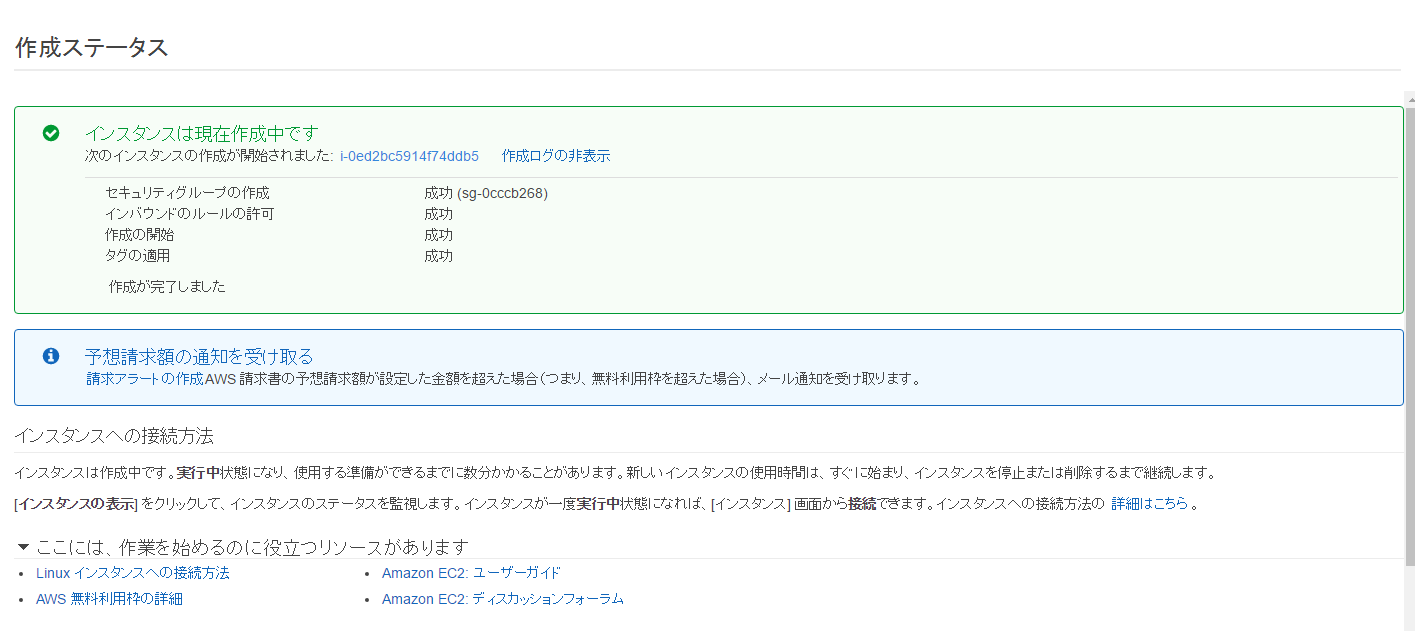 作成ステータス
インスタンスは現在作成中です
次のインスタンスの作成が開始されました: i-0ed2bc5914f74ddb5 作成ログの非表示
セキュリティグループの作成 成功 (sg-0cccb268)
インバウンドのルールの許可 成功
作成の開始 成功
タグの適用 成功
作成が完了しました
予想請求額の通知を受け取る
請求アラートの作成AWS 請求書の予想請求額が設定した金額を超えた場合(つまり、無料利用枠を超えた場合)、メール通知を受け取ります。
インスタンスへの接続方法
インスタンスは作成中です。実行中状態になり、使用する準備ができるまでに数分かかることがあります。新しいインスタンスの使用時間は、すぐに始まり、インスタンスを停止または削除するまで継続します。
[インスタンスの表示] をクリックして、インスタンスのステータスを監視します。インスタンスが一度実行中状態になれば、[インスタンス] 画面から接続できます。インスタンスへの接続方法の 詳細はこちら 。
ここには、作業を始めるのに役立つリソースがあります
• Linux インスタンスへの接続方法 • Amazon EC2: ユーザーガイド
• AWS 無料利用枠の詳細 • Amazon EC2: ディスカッションフォーラム